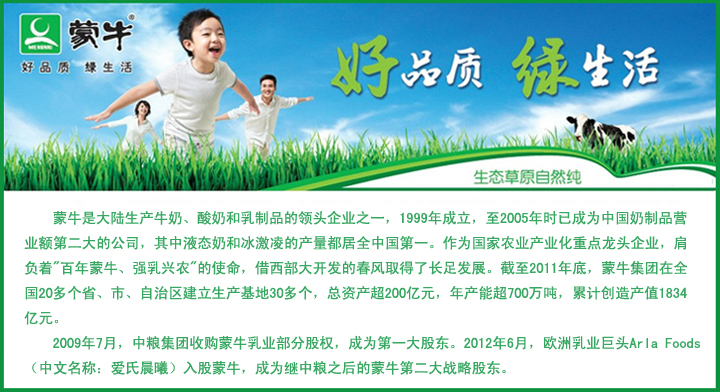 蒙牛®
MENGNIU
好品质 绿生活
好品质 绿生活
生态草原自然纯
蒙牛是大陆生产牛奶、酸奶和乳制品的领头企业之一，1999年成立，至2005年时已成为中国奶制品营
业额第二大的公司，其中液态奶和冰激凌的产量都居全中国第一。作为国家农业产业化重点龙头企业，肩
负着"百年蒙牛、强乳兴农"的使命，借西部大开发的春风取得了长足发展。截至2011年底，蒙牛集团在全
国20多个省、市、自治区建立生产基地30多个，总资产超200亿元，年产能超700万吨，累计创造产值1834
亿元。
2009年7月，中粮集团收购蒙牛乳业部分股权，成为第一大股东。2012年6月，欧洲乳业巨头Arla Foods
（中文名称：爱氏晨曦）入股蒙牛，成为继中粮之后的蒙牛第二大战略股东。